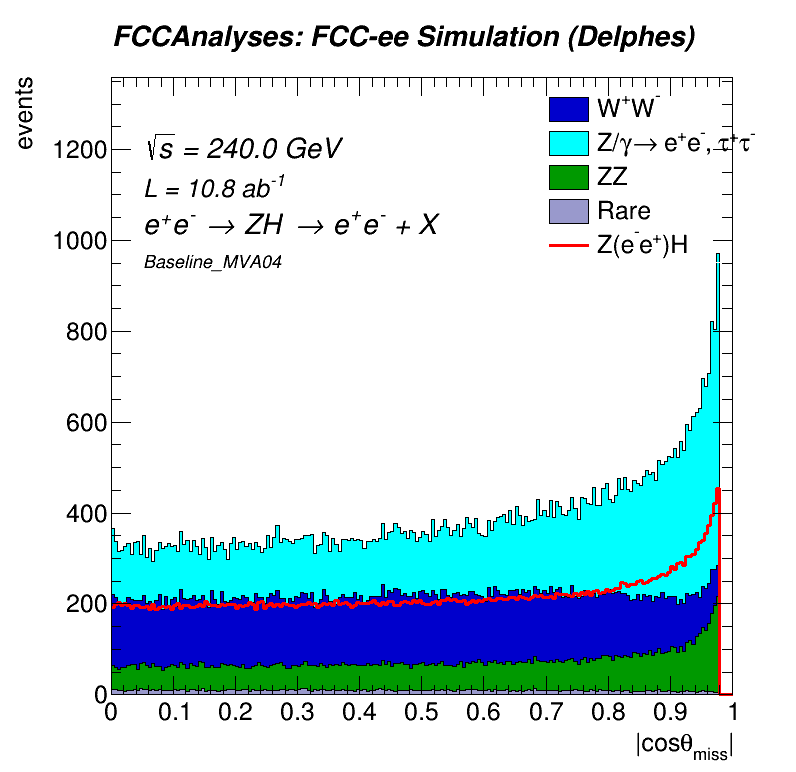 FCCAnalyses: FCC-ee Simulation (Delphes)
events
W⁺W⁻
√s = 240.0 GeV
Z/γ→ e⁺e⁻, τ⁺τ⁻
L = 10.8 ab⁻¹
ZZ
Rare
e⁺e⁻ → ZH → e⁺e⁻ + X
Z(e⁻e⁺)H
Baseline_MVA04
1200
1000
800
600
400
200
0
0 0.1 0.2 0.3 0.4 0.5 0.6 0.7 0.8 0.9 1
|cosθ_miss|